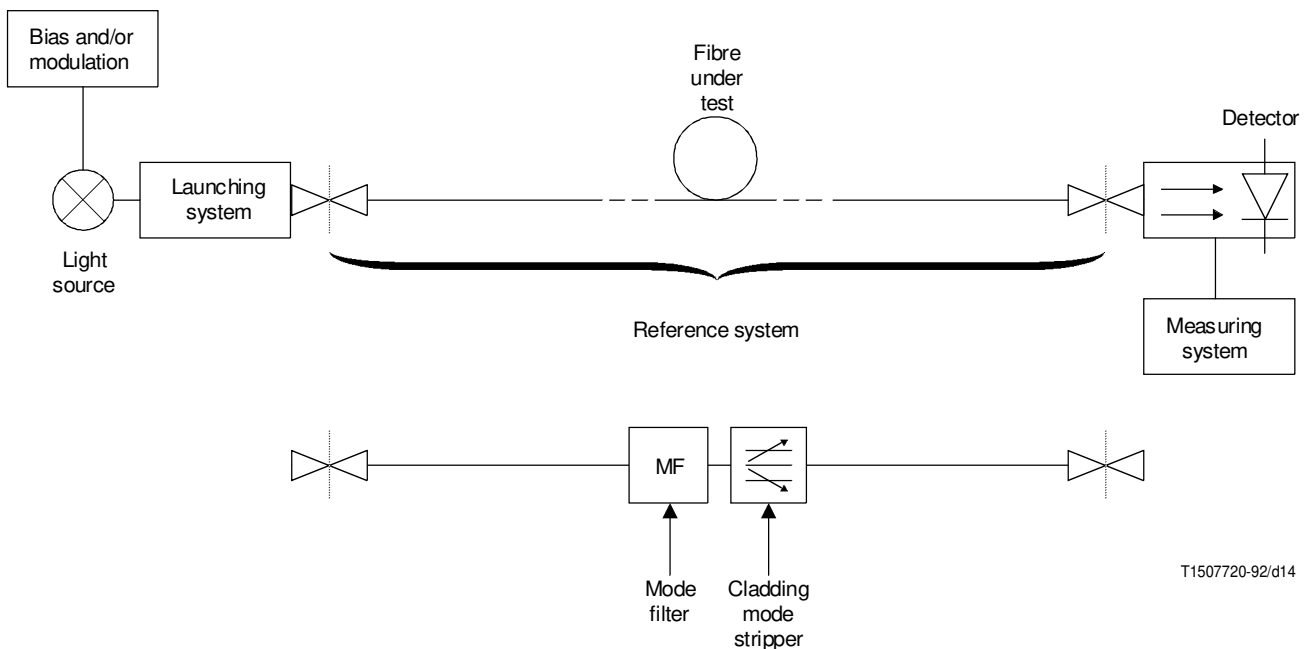 Bias and/or
modulation
Fibre
under
test
Detector
Launching
system
Light
source
Reference system
Measuring
system
MF
Mode
filter
Cladding
mode
stripper
T1507720-92/d14